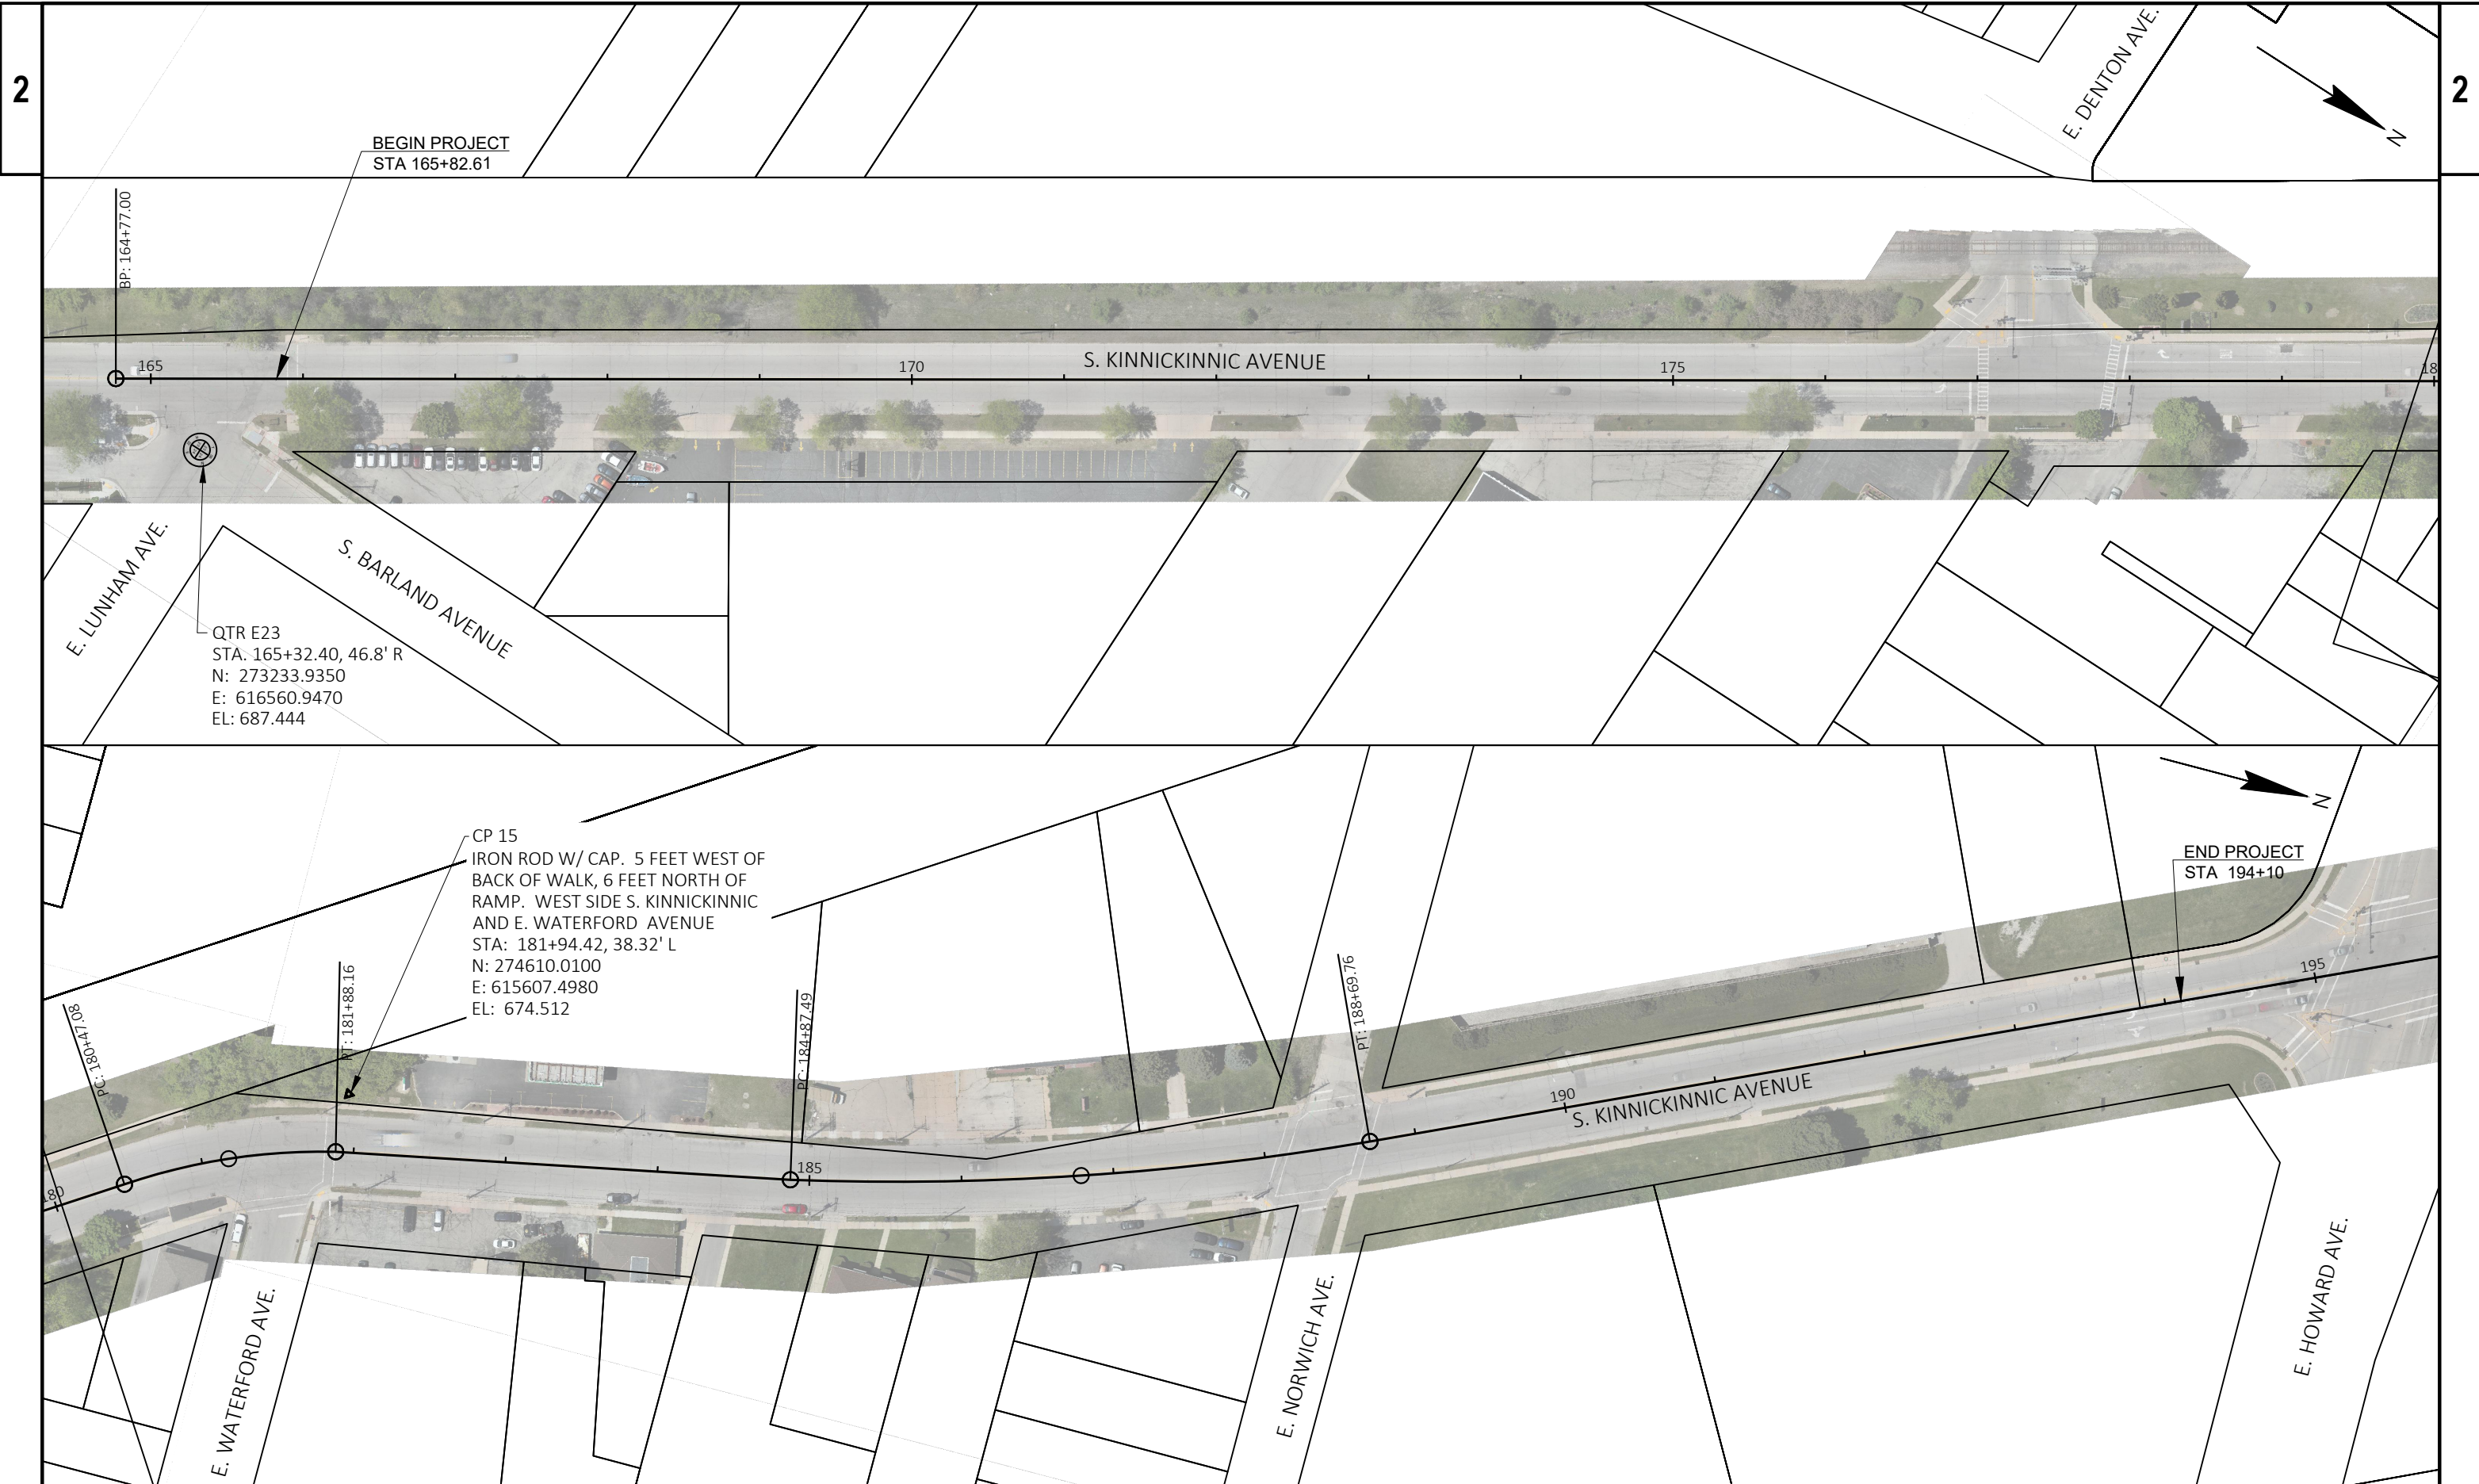 2
2
E. DENTON AVE.
N
BEGIN PROJECT
STA 165+82.61
BP: 164+77.00
165
170
S. KINNICKINNIC AVENUE
175
18
E. LUNHAM AVE.
S. BARLAND AVENUE
QTR E23
STA. 165+32.40, 46.8' R
N: 273233.9350
E: 616560.9470
EL: 687.444
N
CP 15
IRON ROD W/ CAP. 5 FEET WEST OF
BACK OF WALK, 6 FEET NORTH OF
RAMP. WEST SIDE S. KINNICKINNIC
AND E. WATERFORD AVENUE
STA: 181+94.42, 38.32' L
N: 274610.0100
E: 615607.4980
EL: 674.512
END PROJECT
STA 194+10
PC: 180+47.08
PT: 181+88.16
PC: 184+87.49
PT: 188+69.76
180
185
190
195
S. KINNICKINNIC AVENUE
E. WATERFORD AVE.
E. NORWICH AVE.
E. HOWARD AVE.